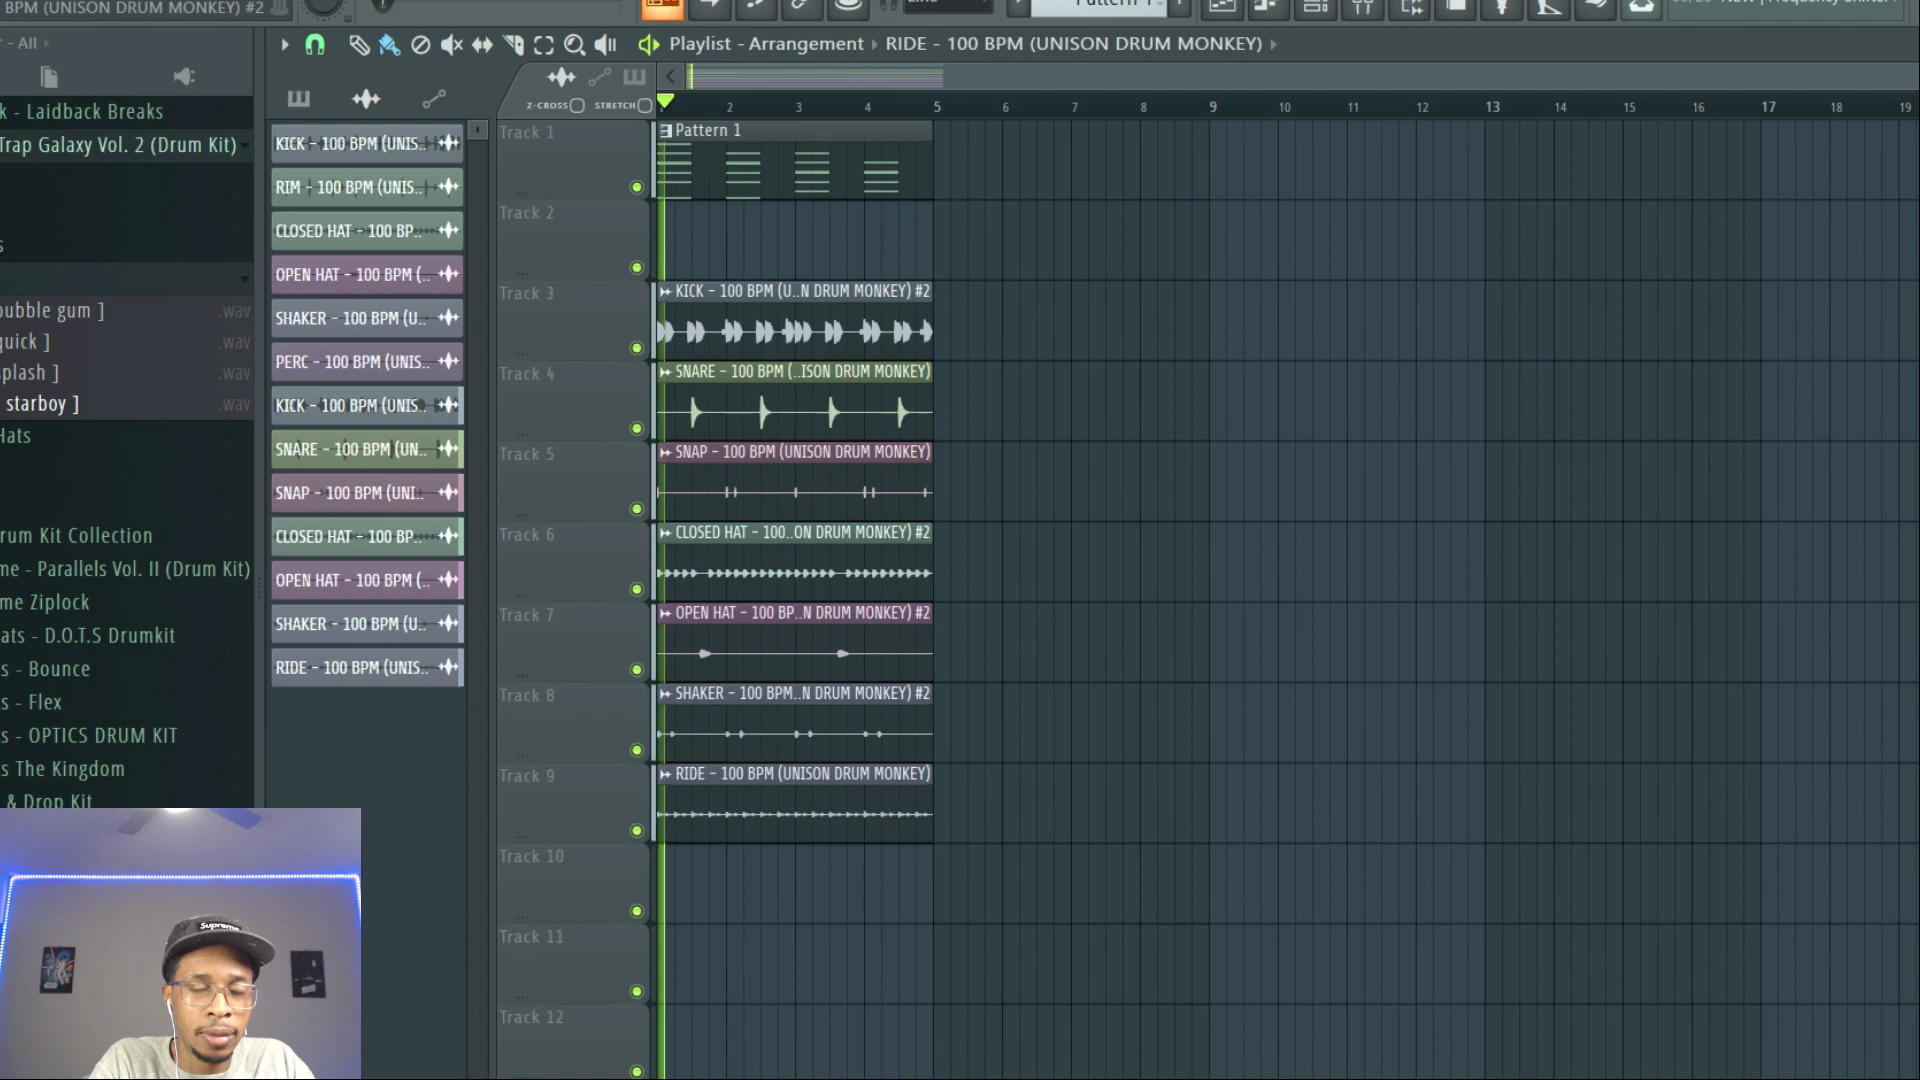 BPM (UNISON DRUM MONKEY) #2
Pattern 1
- All
Playlist - Arrangement
RIDE - 100 BPM (UNISON DRUM MONKEY)
Z-CROSS
STRETCH
2 3 4 5 6 7 8 9 10 11 12 13 14 15 16 17 18 19
k - Laidback Breaks
Trap Galaxy Vol. 2 (Drum Kit)
s
bubble gum ] .wav
quick ] .wav
splash ] .wav
starboy ] .wav
Hats
rum Kit Collection
me - Parallels Vol. II (Drum Kit)
me Ziplock
ats - D.O.T.S Drumkit
s - Bounce
s - Flex
s - OPTICS DRUM KIT
s The Kingdom
& Drop Kit
KICK - 100 BPM (UNIS..
RIM - 100 BPM (UNIS..
CLOSED HAT - 100 BP..
OPEN HAT - 100 BPM (..
SHAKER - 100 BPM (U..
PERC - 100 BPM (UNIS..
KICK - 100 BPM (UNIS..
SNARE - 100 BPM (UN..
SNAP - 100 BPM (UNI..
CLOSED HAT - 100 BP..
OPEN HAT - 100 BPM (..
SHAKER - 100 BPM (U..
RIDE - 100 BPM (UNIS..
Track 1
Pattern 1
Track 2
Track 3
KICK - 100 BPM (U..N DRUM MONKEY) #2
Track 4
SNARE - 100 BPM (..ISON DRUM MONKEY)
Track 5
SNAP - 100 BPM (UNISON DRUM MONKEY)
Track 6
CLOSED HAT - 100..ON DRUM MONKEY) #2
Track 7
OPEN HAT - 100 BP..N DRUM MONKEY) #2
Track 8
SHAKER - 100 BPM..N DRUM MONKEY) #2
Track 9
RIDE - 100 BPM (UNISON DRUM MONKEY)
Track 10
Track 11
Track 12
Supreme